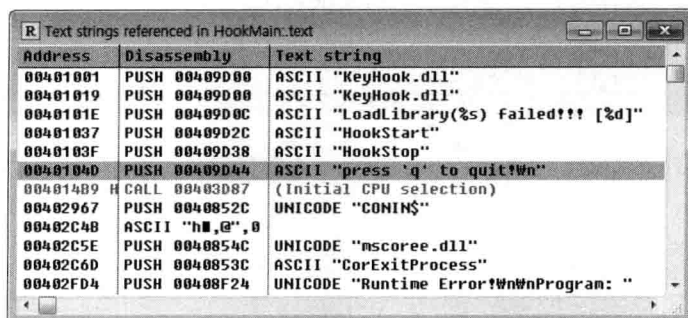 R Text strings referenced in HookMain:.text
Address Disassembly Text string
00401001 PUSH 00409D00 ASCII "KeyHook.dll"
00401019 PUSH 00409D00 ASCII "KeyHook.dll"
0040101E PUSH 00409D0C ASCII "LoadLibrary(%s) failed!!! [%d]"
00401037 PUSH 00409D2C ASCII "HookStart"
0040103F PUSH 00409D38 ASCII "HookStop"
0040104D PUSH 00409D44 ASCII "press 'q' to quit!₩n"
004014B9 H CALL 00403D87 (Initial CPU selection)
00402967 PUSH 0040852C UNICODE "CONIN$"
00402C4B ASCII "h■,@",0
00402C5E PUSH 0040854C UNICODE "mscoree.dll"
00402C6D PUSH 0040853C ASCII "CorExitProcess"
00402FD4 PUSH 00408F24 UNICODE "Runtime Error!₩n₩nProgram: "